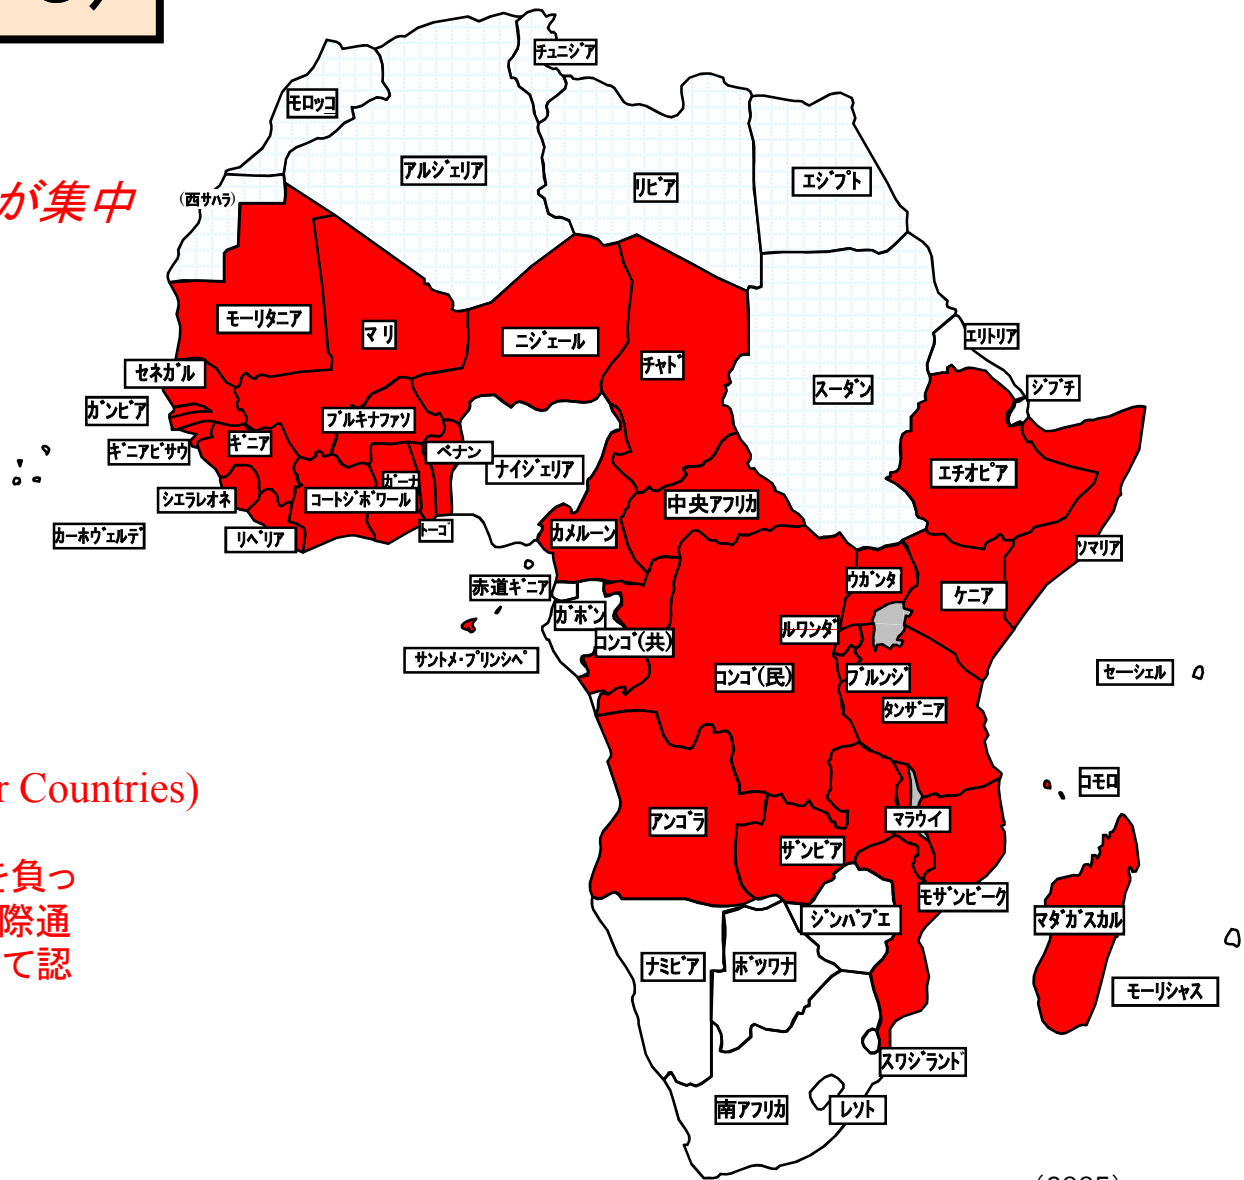 チュニジア
モロッコ
アルジェリア
リビア
エジプト
(西サハラ)
が集中
モーリタニア
マリ
ニジェール
チャド
スーダン
エリトリア
ジブチ
セネガル
ガンビア
ブルキナファソ
ギニアビサウ
ギニア
ベナン
ナイジェリア
エチオピア
ガーナ
シエラレオネ
コートジボワール
中央アフリカ
カーボヴェルデ
リベリア
トーゴ
カメルーン
ソマリア
赤道ギニア
ウガンダ
ケニア
ガボン
ルワンダ
コンゴ(共)
サントメ・プリンシペ
コンゴ(民)
ブルンジ
セーシェル
タンザニア
r Countries)
コモロ
アンゴラ
マラウイ
ザンビア
を負っ
モザンビーク
際通
ジンバブエ
マダガスカル
て認
ナミビア
ボツワナ
モーリシャス
スワジランド
南アフリカ
レソト